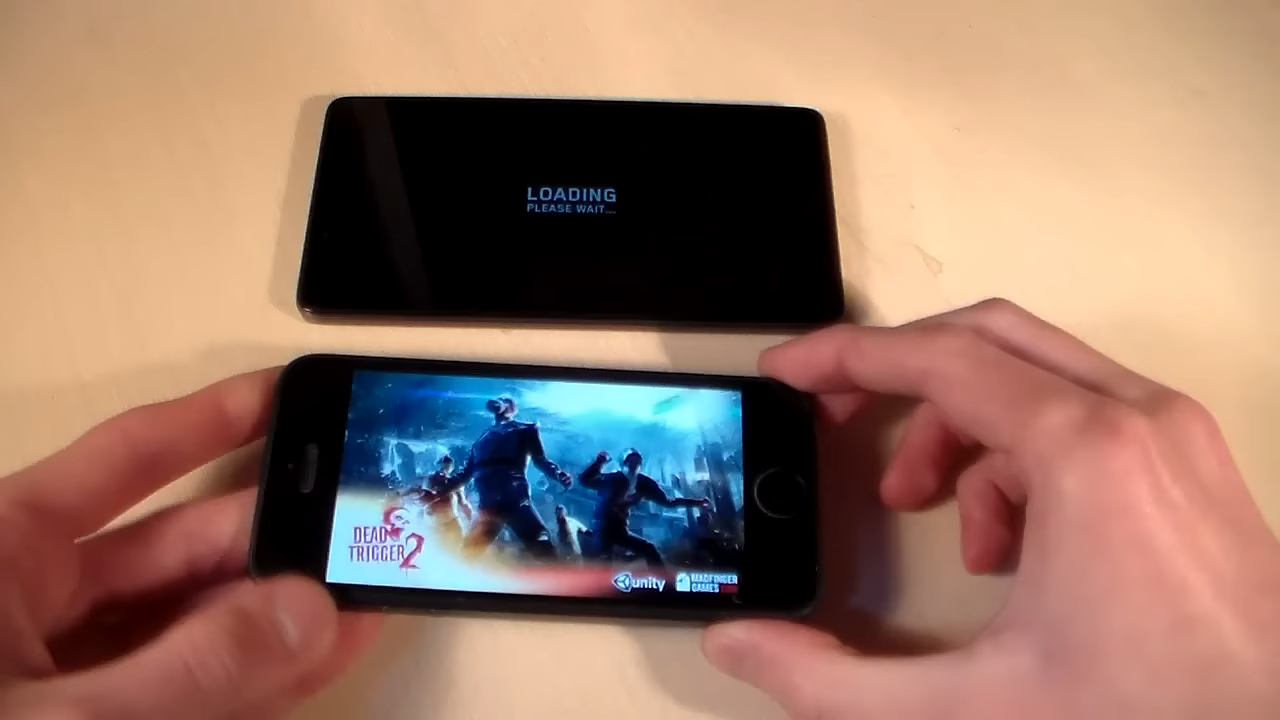 LOADING
PLEASE WAIT...
DEAD
TRIGGER 2
unity
MADFINGER
GAMES